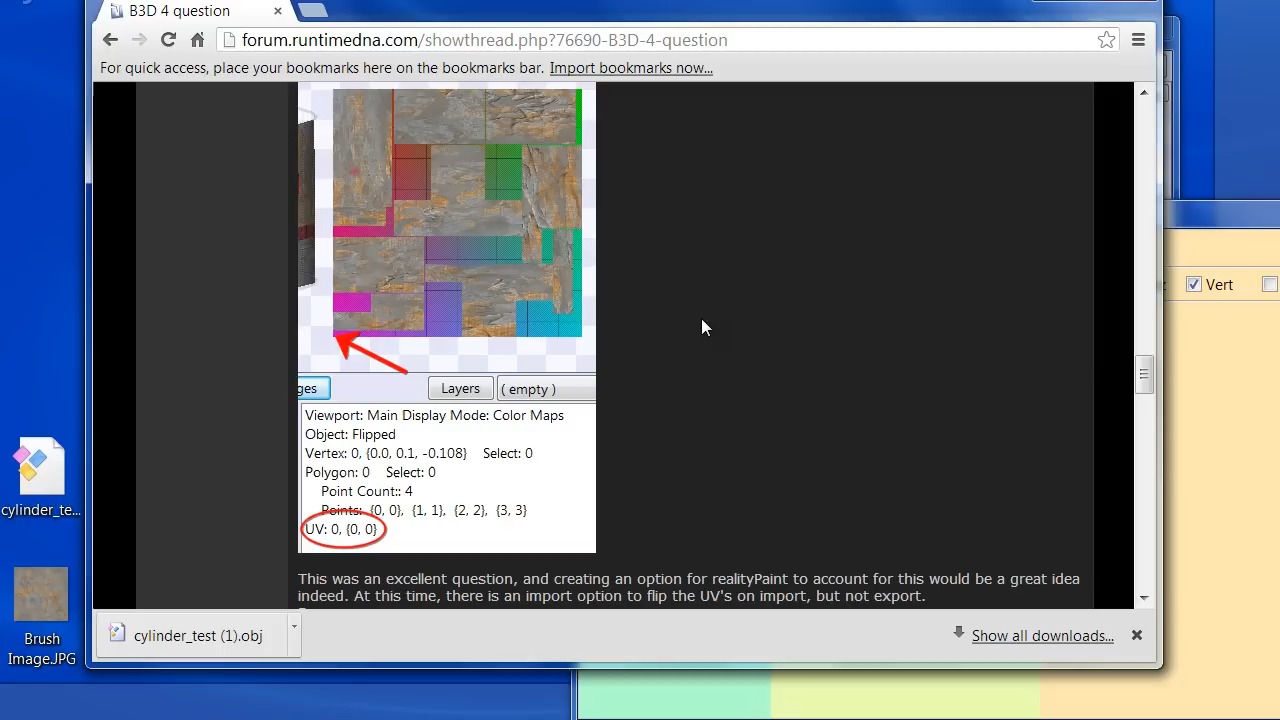 B3D 4 question
forum.runtimedna.com/showthread.php?76690-B3D-4-question
For quick access, place your bookmarks here on the bookmarks bar. Import bookmarks now...
Vert
ges
Layers
( empty )
Viewport: Main Display Mode: Color Maps
Object: Flipped
Vertex: 0, {0.0, 0.1, -0.108} Select: 0
Polygon: 0 Select: 0
Point Count:: 4
Points: {0, 0}, {1, 1}, {2, 2}, {3, 3}
UV: 0, {0, 0}
This was an excellent question, and creating an option for realityPaint to account for this would be a great idea
indeed. At this time, there is an import option to flip the UV's on import, but not export.
cylinder_te...
Brush
Image.JPG
cylinder_test (1).obj
Show all downloads...